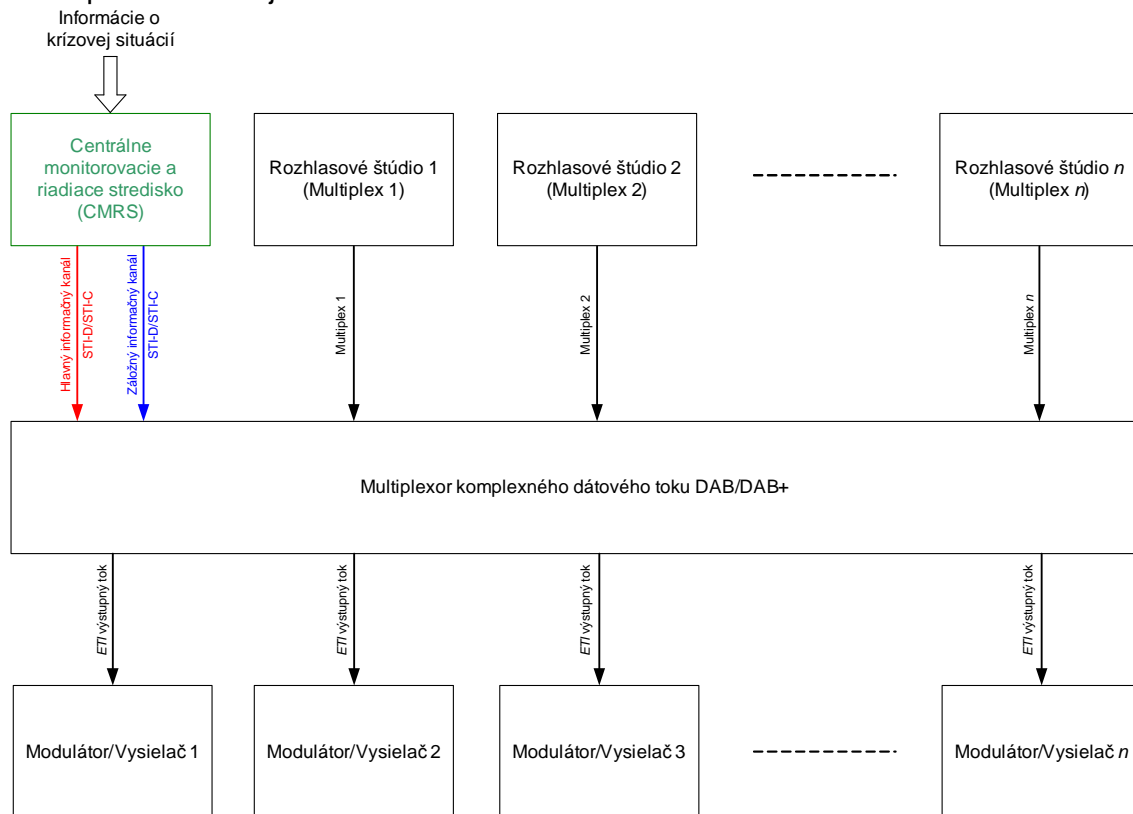 Informácie o
krízovej situácií
Centrálne
monitorovacie a
riadiace stredisko
(CMRS)
Rozhlasové štúdio 1
(Multiplex 1)
Rozhlasové štúdio 2
(Multiplex 2)
Rozhlasové štúdio n
(Multiplex n)
Hlavný informačný kanál
STI-D/STI-C
Záložný informačný kanál
STI-D/STI-C
Multiplex 1
Multiplex 2
Multiplex n
Multiplexor komplexného dátového toku DAB/DAB+
ETI výstupný tok
ETI výstupný tok
ETI výstupný tok
ETI výstupný tok
Modulátor/Vysielač 1
Modulátor/Vysielač 2
Modulátor/Vysielač 3
Modulátor/Vysielač n